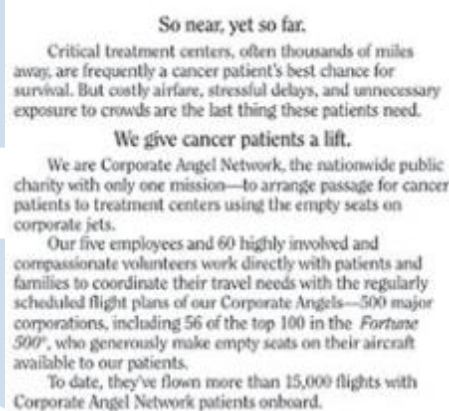 So near, yet so far.
Critical treatment centers, often thousands of miles
away, are frequently a cancer patient's best chance for
survival. But costly airfare, stressful delays, and unnecessary
exposure to crowds are the last thing these patients need.
We give cancer patients a lift.
We are Corporate Angel Network, the nationwide public
charity with only one mission—to arrange passage for cancer
patients to treatment centers using the empty seats on
corporate jets.
Our five employees and 60 highly involved and
compassionate volunteers work directly with patients and
families to coordinate their travel needs with the regularly
scheduled flight plans of our Corporate Angels—500 major
corporations, including 56 of the top 100 in the Fortune
500®, who generously make empty seats on their aircraft
available to our patients.
To date, they've flown more than 15,000 flights with
Corporate Angel Network patients onboard.